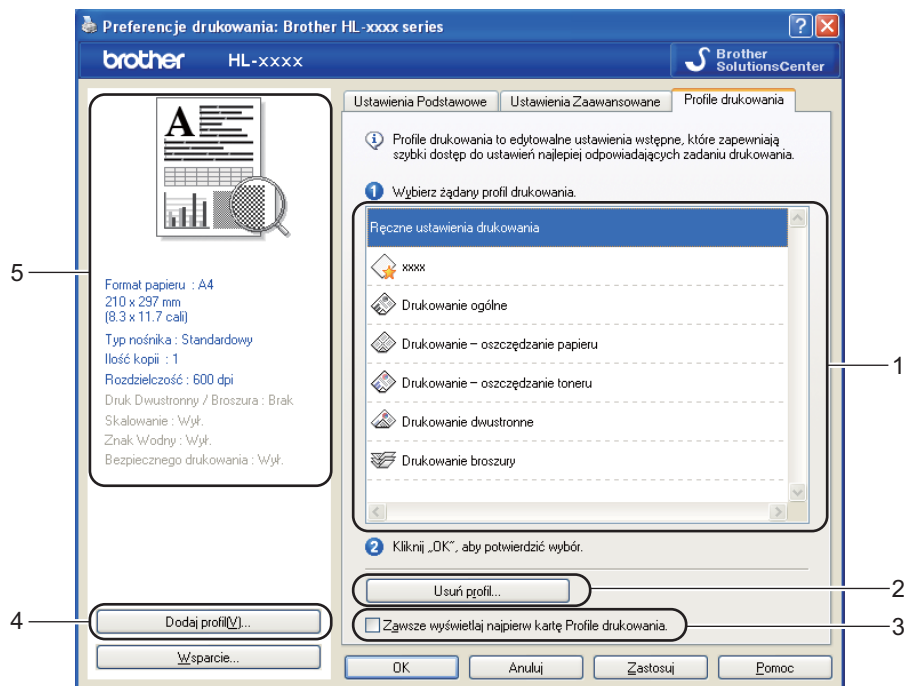 Preferencje drukowania: Brother HL-xxxx series
brother HL-xxxx
Brother
SolutionsCenter
A
Format papieru : A4
210 x 297 mm
(8.3 x 11.7 cali)
Typ nośnika : Standardowy
Ilość kopii : 1
Rozdzielczość : 600 dpi
Druk Dwustronny / Broszura : Brak
Skalowanie : Wył.
Znak Wodny : Wył.
Bezpiecznego drukowania : Wył.
5
Dodaj profil(V)...
4
Wsparcie...
Ustawienia Podstawowe Ustawienia Zaawansowane Profile drukowania
Profile drukowania to edytowalne ustawienia wstępne, które zapewniają
szybki dostęp do ustawień najlepiej odpowiadających zadaniu drukowania.
1 Wybierz żądany profil drukowania.
Ręczne ustawienia drukowania
xxxx
Drukowanie ogólne
Drukowanie – oszczędzanie papieru
Drukowanie – oszczędzanie toneru
Drukowanie dwustronne
Drukowanie broszury
1
2 Kliknij „OK”, aby potwierdzić wybór.
Usuń profil...
2
Zawsze wyświetlaj najpierw kartę Profile drukowania.
3
OK Anuluj Zastosuj Pomoc